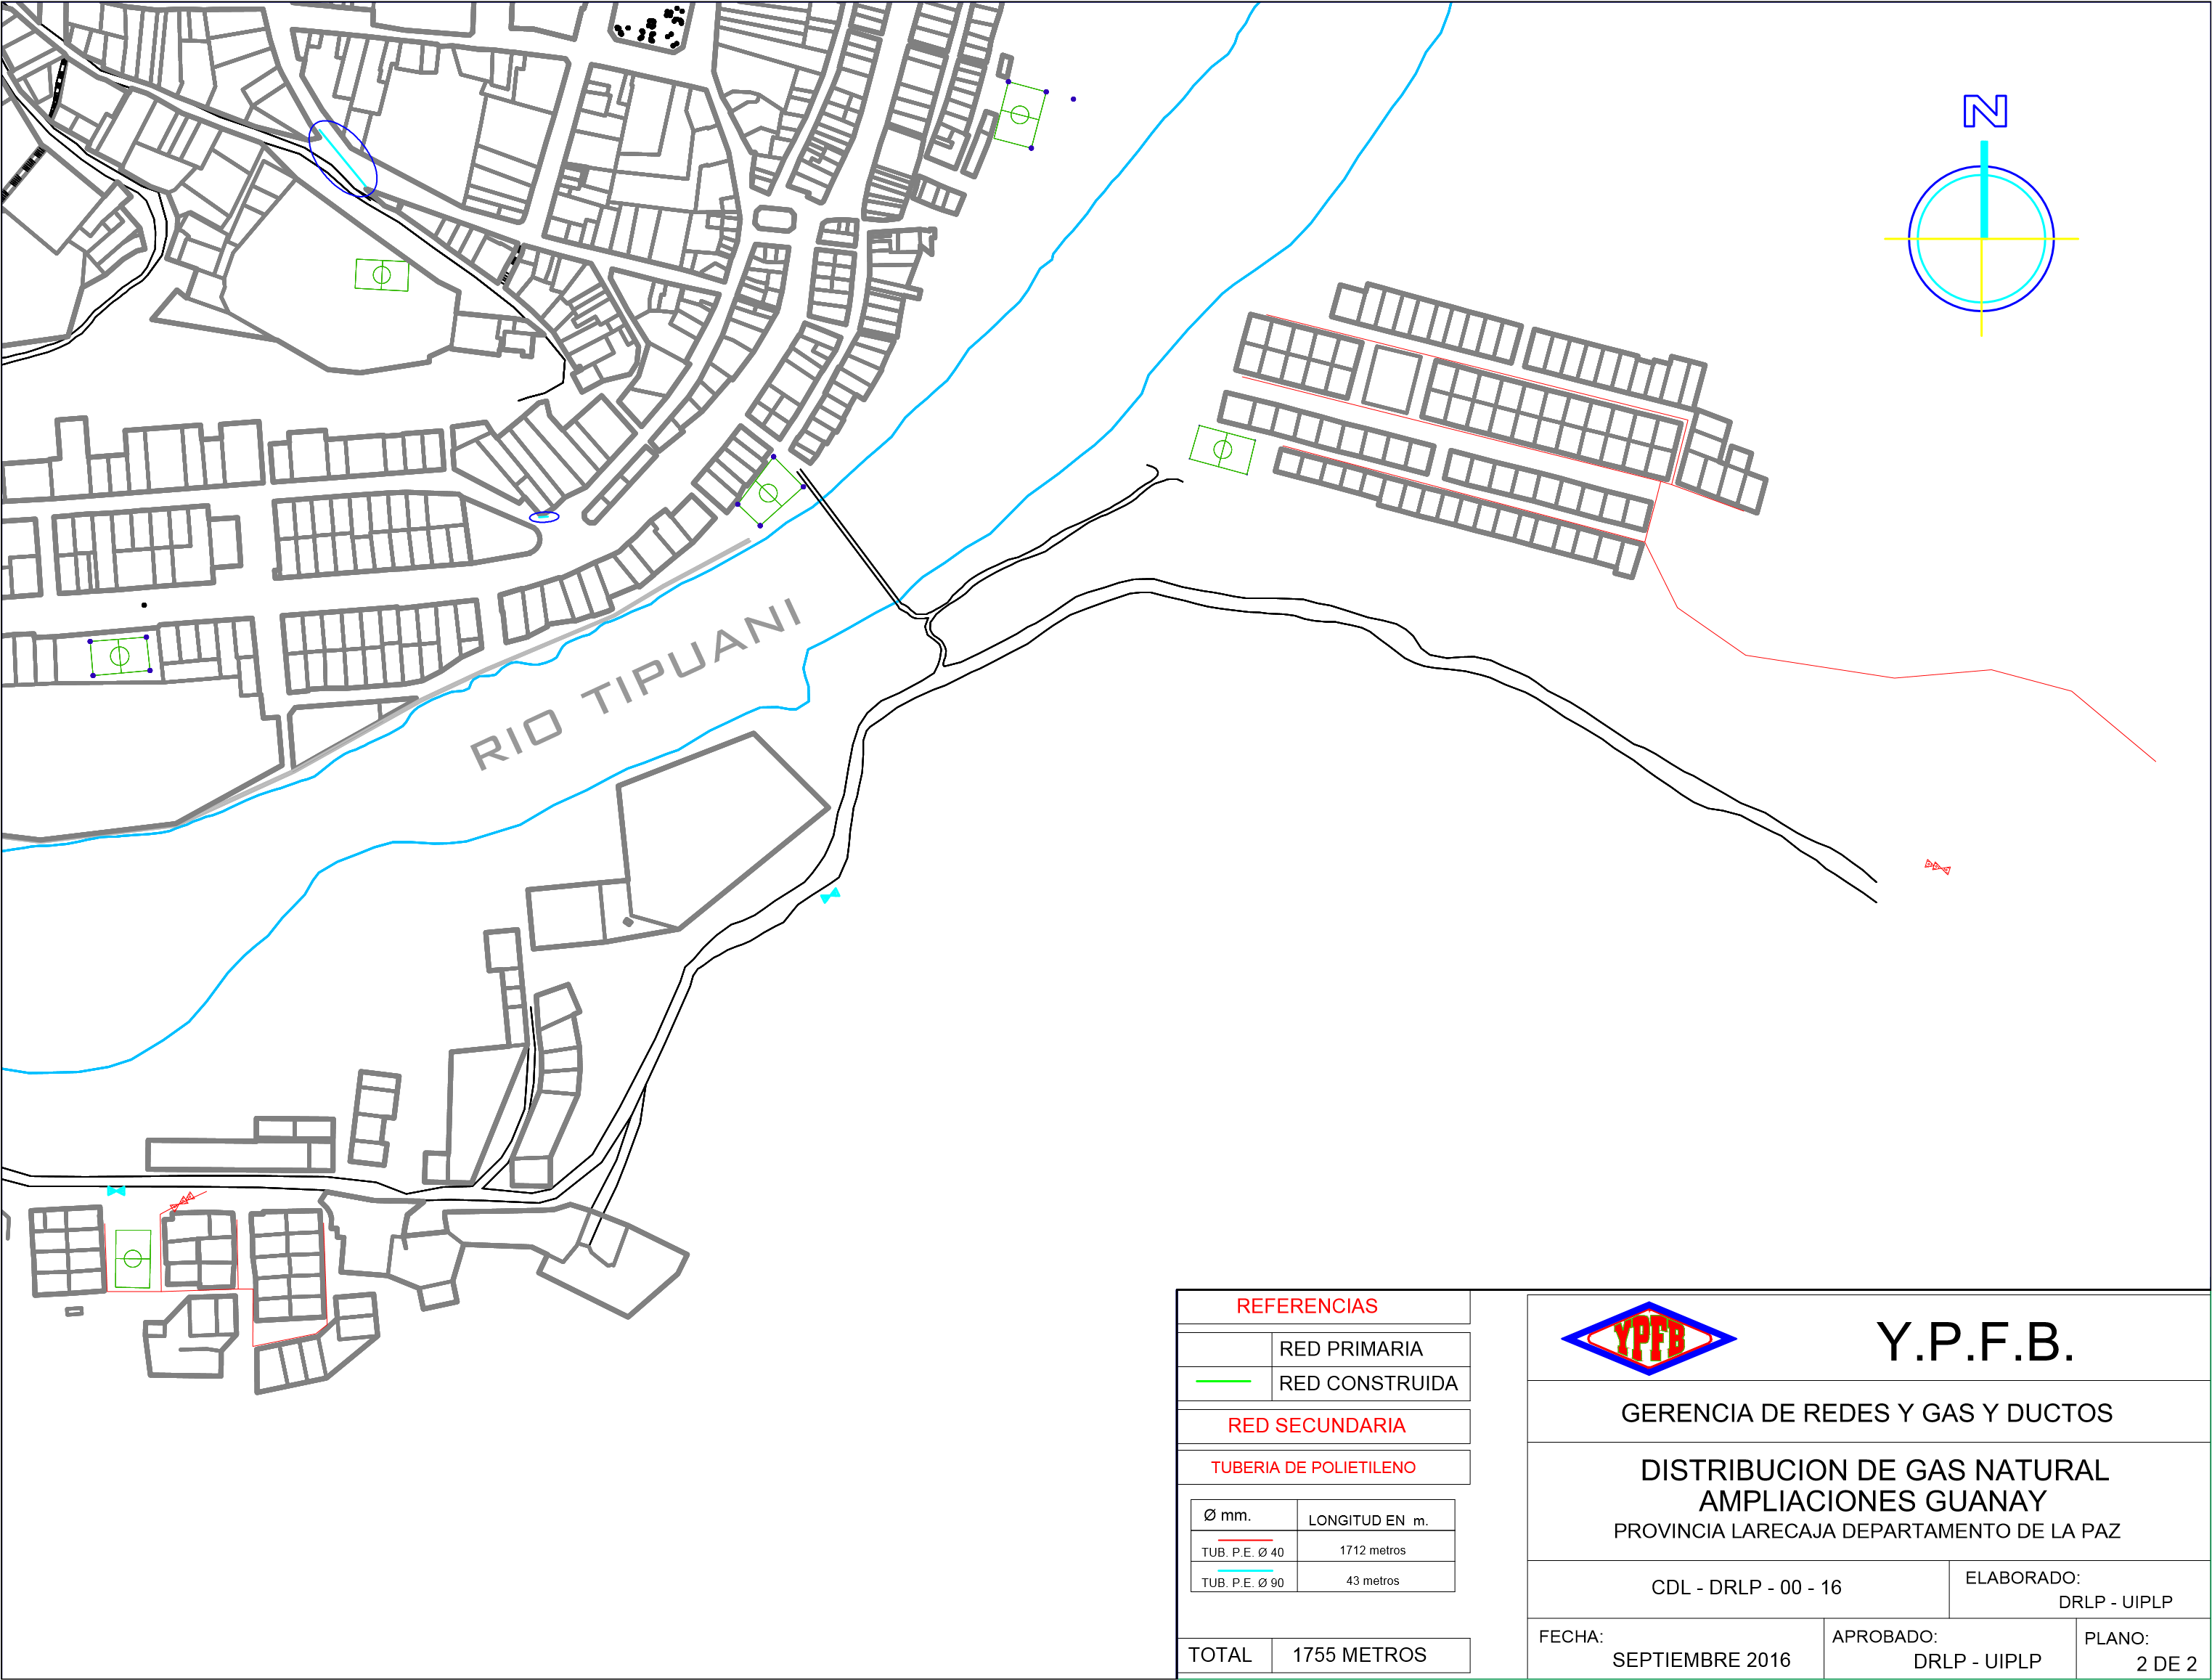 N
RIO TIPUANI
REFERENCIAS
RED PRIMARIA
RED CONSTRUIDA
RED SECUNDARIA
TUBERIA DE POLIETILENO
Ø mm.
LONGITUD EN m.
TUB. P.E. Ø 40
1712 metros
TUB. P.E. Ø 90
43 metros
TOTAL
1755 METROS
YPFB
Y.P.F.B.
GERENCIA DE REDES Y GAS Y DUCTOS
DISTRIBUCION DE GAS NATURAL
AMPLIACIONES GUANAY
PROVINCIA LARECAJA DEPARTAMENTO DE LA PAZ
CDL - DRLP - 00 - 16
ELABORADO:
DRLP - UIPLP
FECHA:
SEPTIEMBRE 2016
APROBADO:
DRLP - UIPLP
PLANO:
2 DE 2